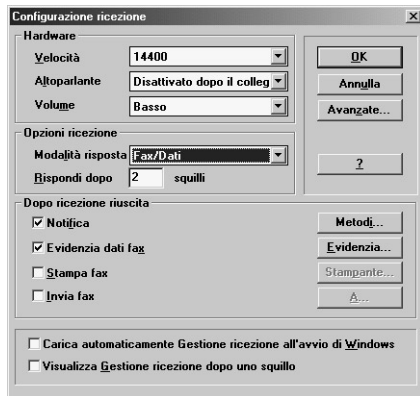 Configurazione ricezione
Hardware
Velocità 14400
Altoparlante Disattivato dopo il colleg
Volume Basso
OK
Annulla
Avanzate...
?
Opzioni ricezione
Modalità risposta Fax/Dati
Rispondi dopo 2 squilli
Dopo ricezione riuscita
Notifica Metodi...
Evidenzia dati fax Evidenzia...
Stampa fax Stampante...
Invia fax A...
Carica automaticamente Gestione ricezione all'avvio di Windows
Visualizza Gestione ricezione dopo uno squillo